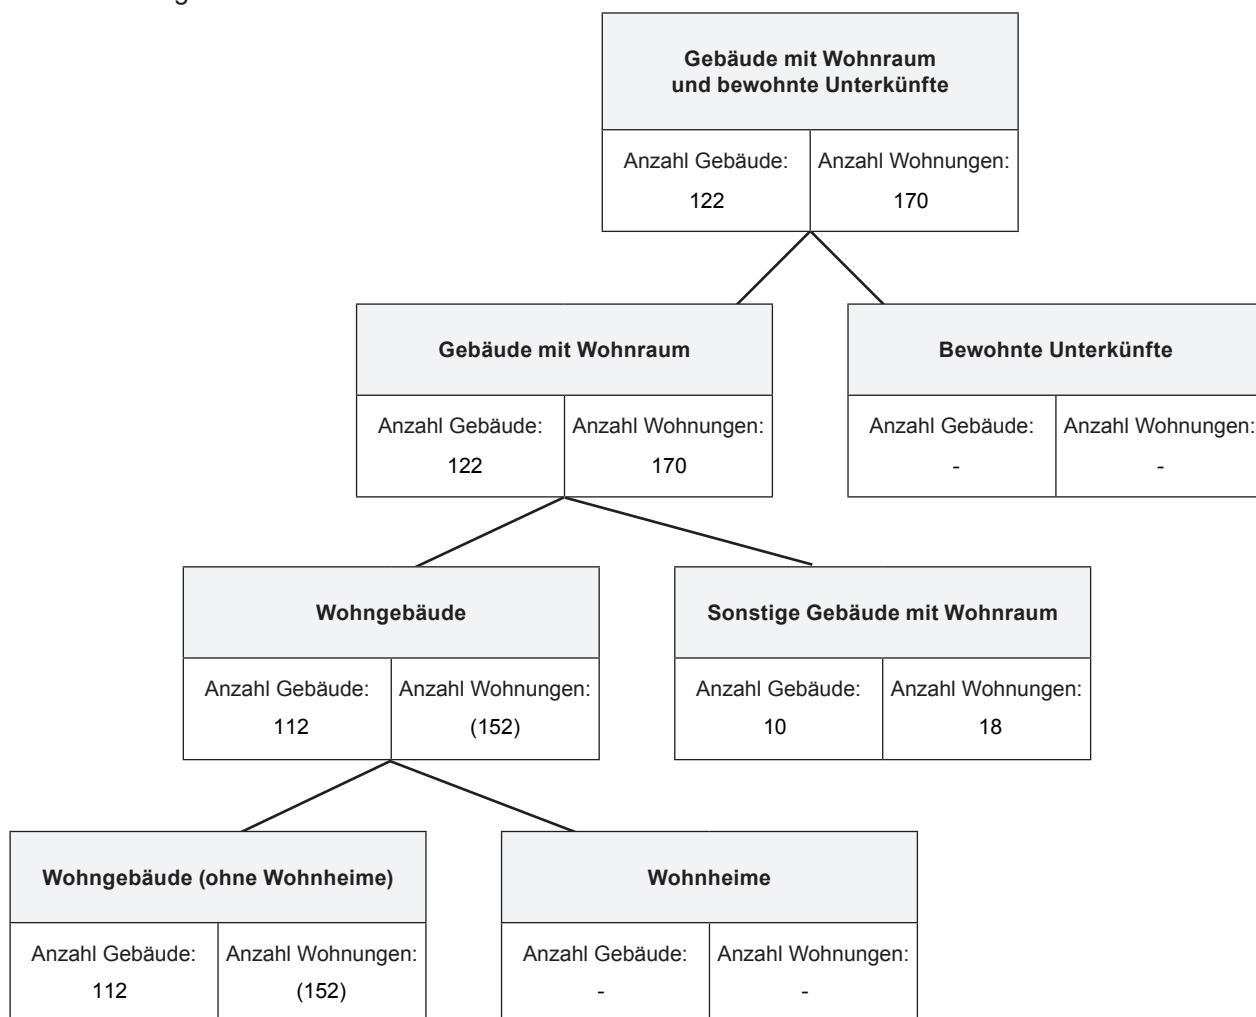 Gebäude mit Wohnraum
und bewohnte Unterkünfte
Anzahl Gebäude: Anzahl Wohnungen:
122 170
Gebäude mit Wohnraum
Anzahl Gebäude: Anzahl Wohnungen:
122 170
Bewohnte Unterkünfte
Anzahl Gebäude: Anzahl Wohnungen:
- -
Wohngebäude
Anzahl Gebäude: Anzahl Wohnungen:
112 (152)
Sonstige Gebäude mit Wohnraum
Anzahl Gebäude: Anzahl Wohnungen:
10 18
Wohngebäude (ohne Wohnheime)
Anzahl Gebäude: Anzahl Wohnungen:
112 (152)
Wohnheime
Anzahl Gebäude: Anzahl Wohnungen:
- -